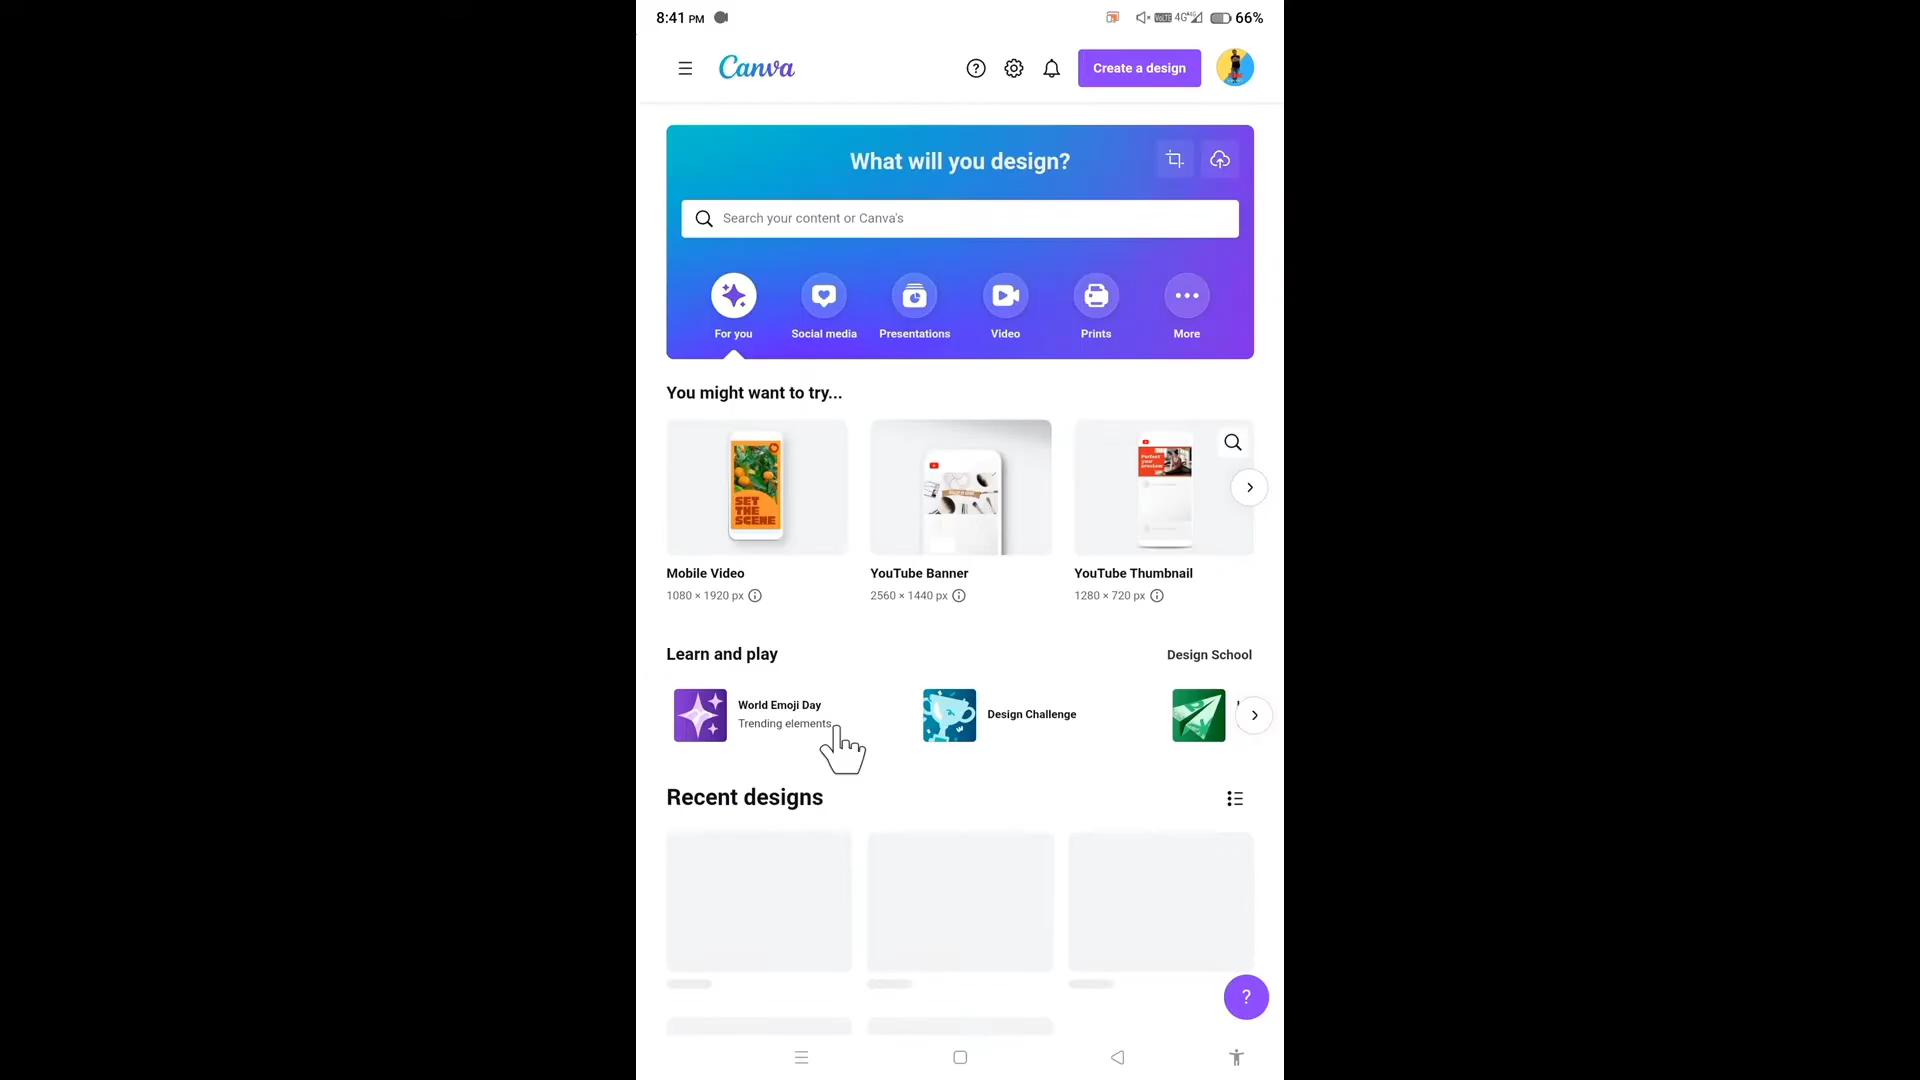 8:41 PM
66%
Canva
Create a design
What will you design?
Search your content or Canva's
For you
Social media
Presentations
Video
Prints
More
You might want to try...
SET
THE
SCENE
Mobile Video
1080 × 1920 px
YouTube Banner
2560 × 1440 px
YouTube Thumbnail
1280 × 720 px
Learn and play
Design School
World Emoji Day
Trending elements
Design Challenge
Recent designs
?